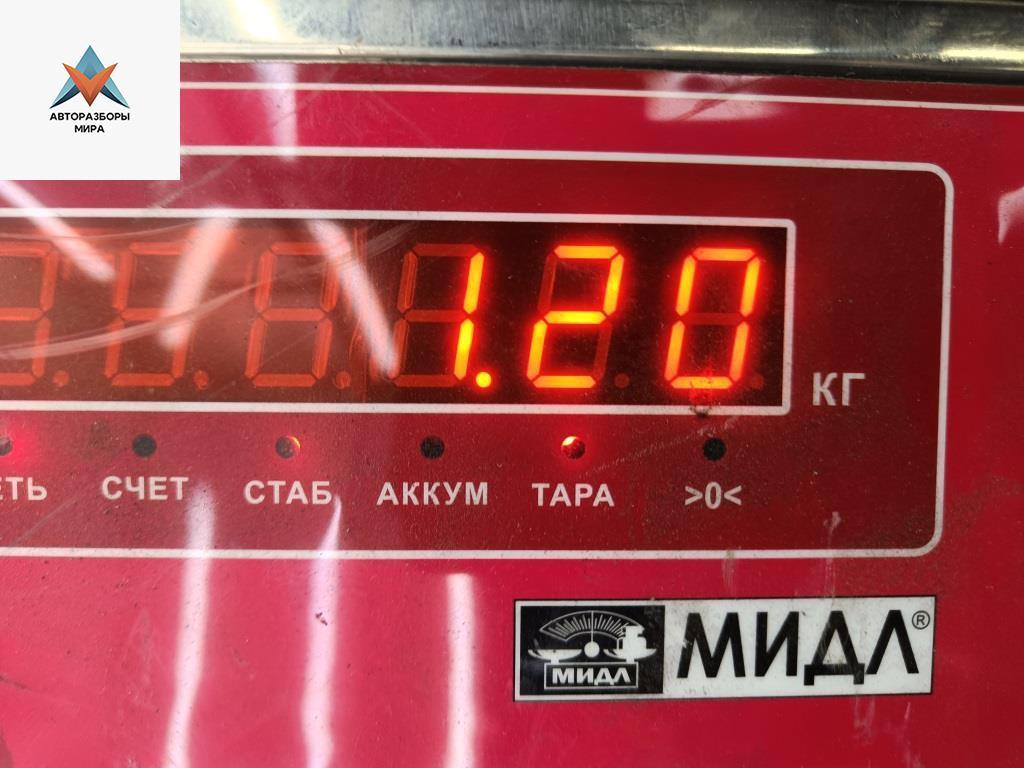 АВТОРАЗБОРЫ
МИРА
1.20
КГ
СЧЕТ СТАБ АККУМ ТАРА >0<
МИДЛ МИДЛ®